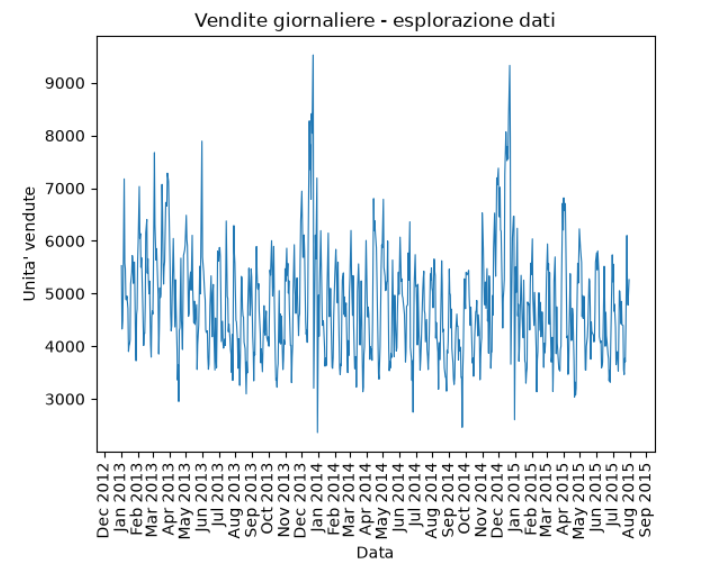 Vendite giornaliere - esplorazione dati
Unita' vendute
9000
8000
7000
6000
5000
4000
3000
Dec 2012
Jan 2013
Feb 2013
Mar 2013
Apr 2013
May 2013
Jun 2013
Jul 2013
Aug 2013
Sep 2013
Oct 2013
Nov 2013
Dec 2013
Jan 2014
Feb 2014
Mar 2014
Apr 2014
May 2014
Jun 2014
Jul 2014
Aug 2014
Sep 2014
Oct 2014
Nov 2014
Dec 2014
Jan 2015
Feb 2015
Mar 2015
Apr 2015
May 2015
Jun 2015
Jul 2015
Aug 2015
Sep 2015
Data